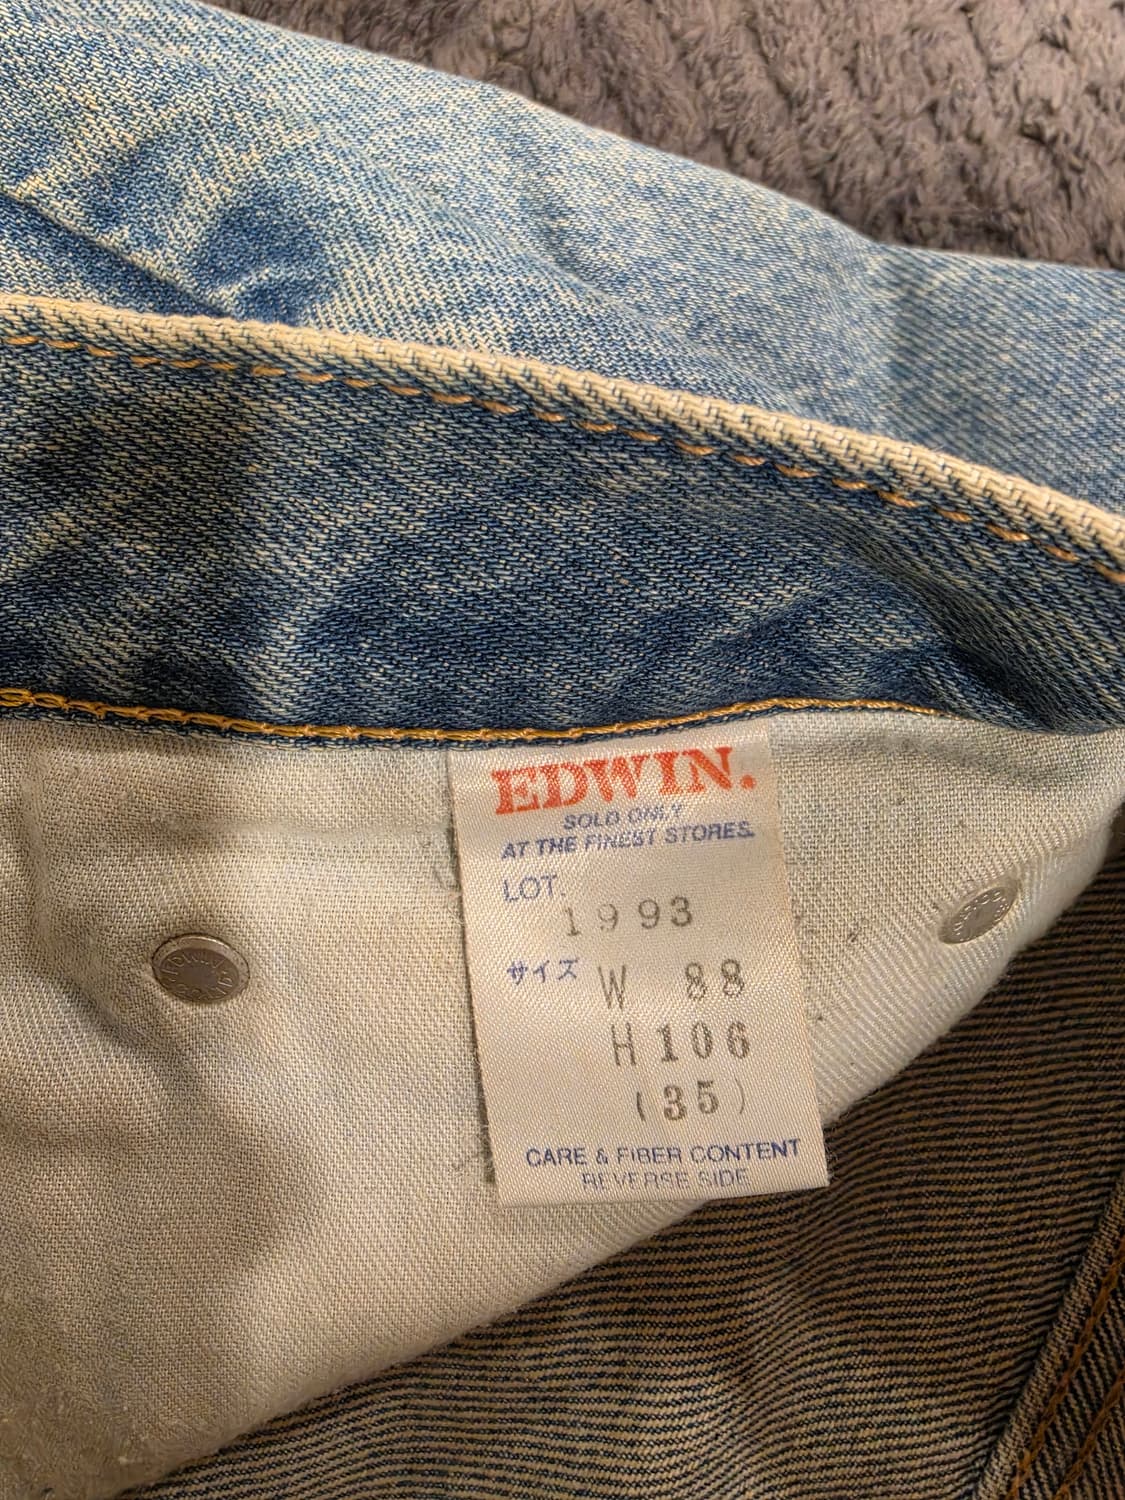 EDWIN.
SOLD ONLY
AT THE FINEST STORES.
LOT.
1993
サイズ W 88
H106
(35)
CARE & FIBER CONTENT
REVERSE SIDE